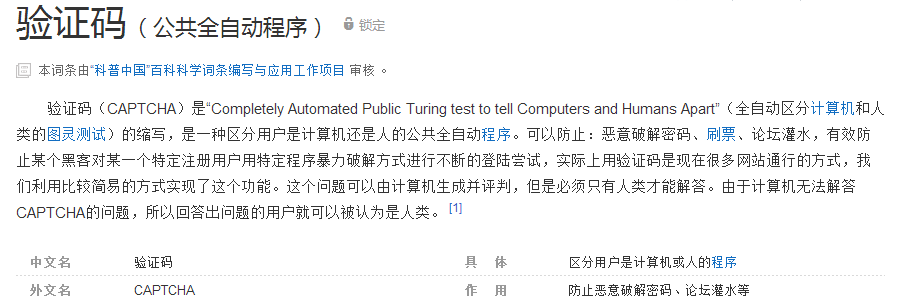 验证码（公共全自动程序） 锁定
本词条由“科普中国”百科科学词条编写与应用工作项目 审核 。
验证码（CAPTCHA）是“Completely Automated Public Turing test to tell Computers and Humans Apart”（全自动区分计算机和人
类的图灵测试）的缩写，是一种区分用户是计算机还是人的公共全自动程序。可以防止：恶意破解密码、刷票、论坛灌水，有效防
止某个黑客对某一个特定注册用户用特定程序暴力破解方式进行不断的登陆尝试，实际上用验证码是现在很多网站通行的方式，我
们利用比较简易的方式实现了这个功能。这个问题可以由计算机生成并评判，但是必须只有人类才能解答。由于计算机无法解答
CAPTCHA的问题，所以回答出问题的用户就可以被认为是人类。 [1]
中文名 验证码 具 体 区分用户是计算机或人的程序
外文名 CAPTCHA 作 用 防止恶意破解密码、论坛灌水等